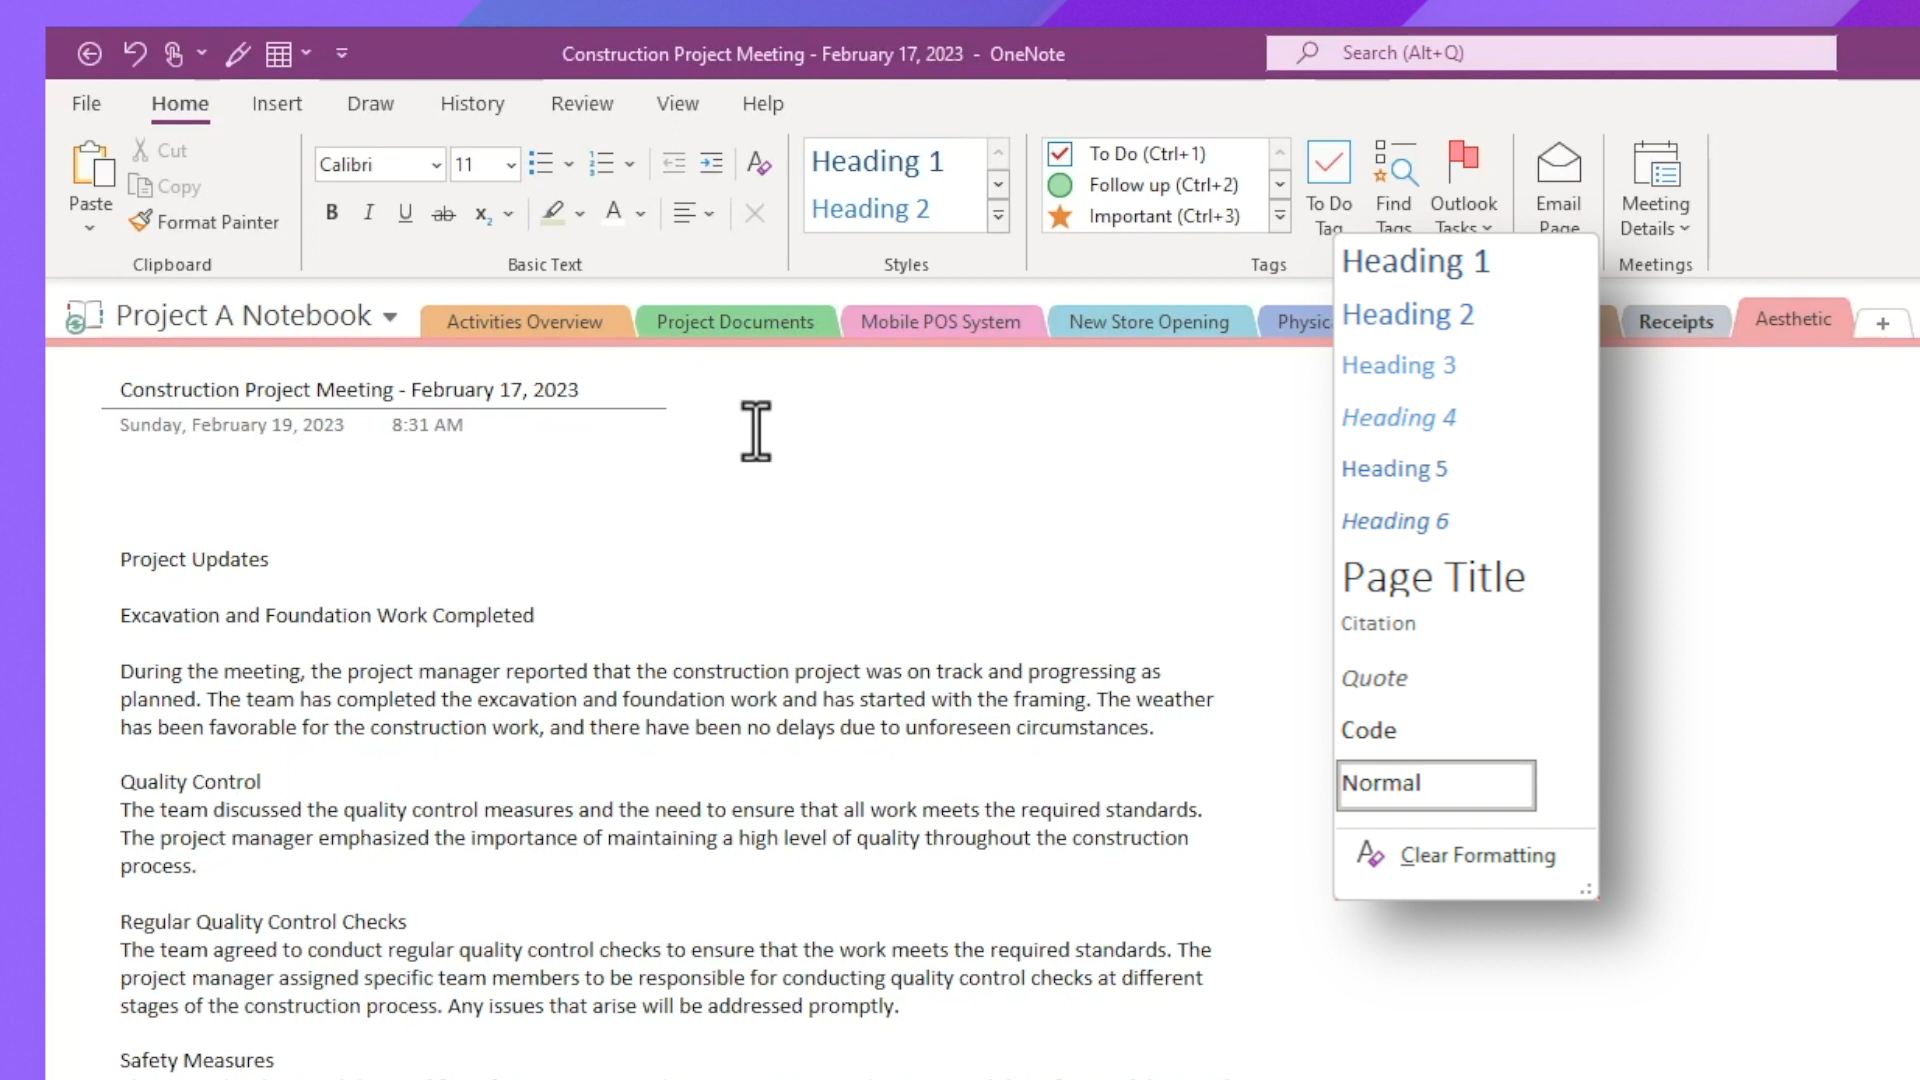 Construction Project Meeting - February 17, 2023 - OneNote
Search (Alt+Q)
File Home Insert Draw History Review View Help
Paste
Cut
Copy
Format Painter
Clipboard
Calibri 11
B I U ab x₂ A
Basic Text
Heading 1
Heading 2
Styles
To Do (Ctrl+1)
Follow up (Ctrl+2)
Important (Ctrl+3)
To Do Tag
Find Tags
Outlook Tasks
Tags
Email Page
Meeting Details
Meetings
Project A Notebook
Activities Overview
Project Documents
Mobile POS System
New Store Opening
Physic
Receipts
Aesthetic
+
Construction Project Meeting - February 17, 2023
Sunday, February 19, 2023 8:31 AM
Project Updates
Excavation and Foundation Work Completed
During the meeting, the project manager reported that the construction project was on track and progressing as
planned. The team has completed the excavation and foundation work and has started with the framing. The weather
has been favorable for the construction work, and there have been no delays due to unforeseen circumstances.
Quality Control
The team discussed the quality control measures and the need to ensure that all work meets the required standards.
The project manager emphasized the importance of maintaining a high level of quality throughout the construction
process.
Regular Quality Control Checks
The team agreed to conduct regular quality control checks to ensure that the work meets the required standards. The
project manager assigned specific team members to be responsible for conducting quality control checks at different
stages of the construction process. Any issues that arise will be addressed promptly.
Safety Measures
Heading 1
Heading 2
Heading 3
Heading 4
Heading 5
Heading 6
Page Title
Citation
Quote
Code
Normal
Clear Formatting